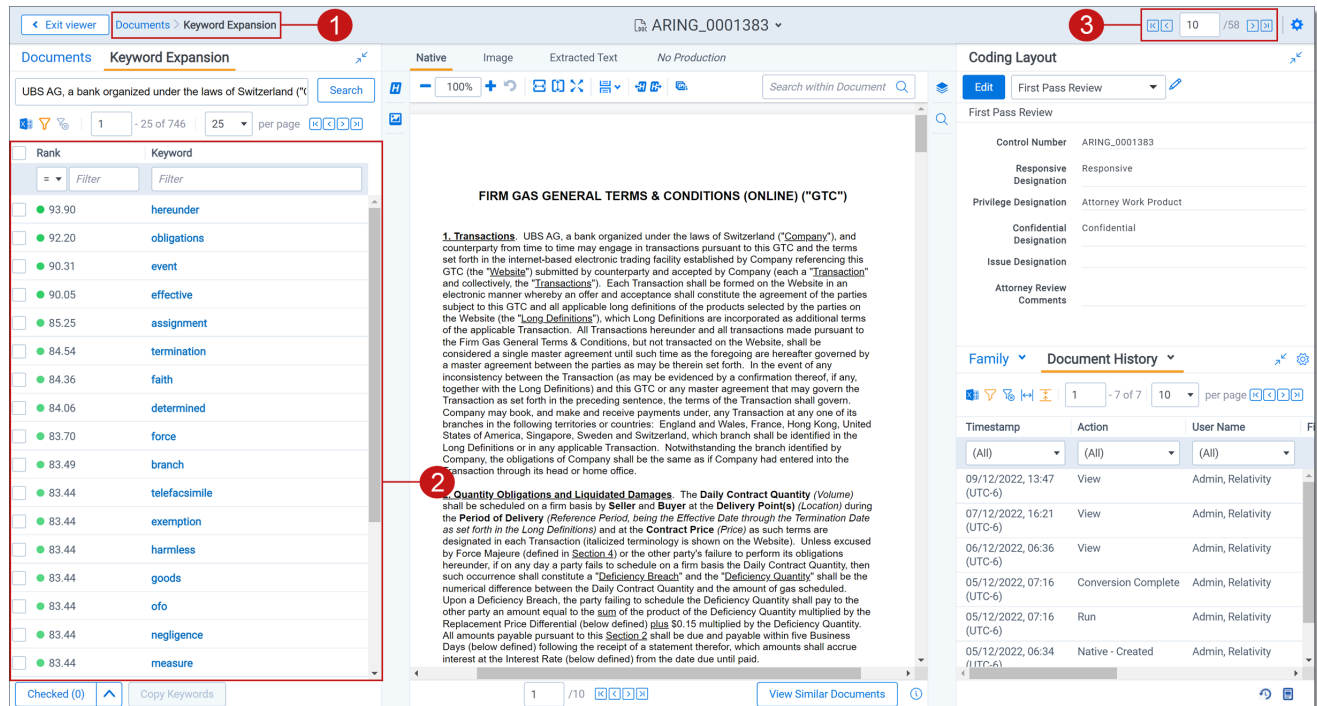 Exit viewer
Documents > Keyword Expansion
1
ARING_0001383
3
10 /58
Documents
Keyword Expansion
UBS AG, a bank organized under the laws of Switzerland ("(
Search
1 - 25 of 746 25 per page
Rank Keyword
= Filter Filter
93.90 hereunder
92.20 obligations
90.31 event
90.05 effective
85.25 assignment
84.54 termination
84.36 faith
84.06 determined
83.70 force
83.49 branch
83.44 telefacsimile
83.44 exemption
83.44 harmless
83.44 goods
83.44 ofo
83.44 negligence
83.44 measure
2
Checked (0)
Copy Keywords
Native Image Extracted Text No Production
100%
Search within Document
FIRM GAS GENERAL TERMS & CONDITIONS (ONLINE) ("GTC")
1. Transactions. UBS AG, a bank organized under the laws of Switzerland ("Company"), and
counterparty from time to time may engage in transactions pursuant to this GTC and the terms
set forth in the internet-based electronic trading facility established by Company referencing this
GTC (the "Website") submitted by counterparty and accepted by Company (each a "Transaction"
and collectively, the "Transactions"). Each Transaction shall be formed on the Website in an
electronic manner whereby an offer and acceptance shall constitute the agreement of the parties
subject to this GTC and all applicable long definitions of the products selected by the parties on
the Website (the "Long Definitions"), which Long Definitions are incorporated as additional terms
of the applicable Transaction. All Transactions hereunder and all transactions made pursuant to
the Firm Gas General Terms & Conditions, but not transacted on the Website, shall be
considered a single master agreement until such time as the foregoing are hereafter governed by
a master agreement between the parties as may be therein set forth. In the event of any
inconsistency between the Transaction (as may be evidenced by a confirmation thereof, if any,
together with the Long Definitions) and this GTC or any master agreement that may govern the
Transaction as set forth in the preceding sentence, the terms of the Transaction shall govern.
Company may book, and make and receive payments under, any Transaction at any one of its
branches in the following territories or countries: England and Wales, France, Hong Kong, United
States of America, Singapore, Sweden and Switzerland, which branch shall be identified in the
Long Definitions or in any applicable Transaction. Notwithstanding the branch identified by
Company, the obligations of Company shall be the same as if Company had entered into the
Transaction through its head or home office.
Quantity Obligations and Liquidated Damages. The Daily Contract Quantity (Volume)
shall be scheduled on a firm basis by Seller and Buyer at the Delivery Point(s) (Location) during
the Period of Delivery (Reference Period, being the Effective Date through the Termination Date
as set forth in the Long Definitions) and at the Contract Price (Price) as such terms are
designated in each Transaction (italicized terminology is shown on the Website). Unless excused
by Force Majeure (defined in Section 4) or the other party's failure to perform its obligations
hereunder, if on any day a party fails to schedule on a firm basis the Daily Contract Quantity, then
such occurrence shall constitute a "Deficiency Breach" and the "Deficiency Quantity" shall be the
numerical difference between the Daily Contract Quantity and the amount of gas scheduled.
Upon a Deficiency Breach, the party failing to schedule the Deficiency Quantity shall pay to the
other party an amount equal to the sum of the product of the Deficiency Quantity multiplied by the
Replacement Price Differential (below defined) plus $0.15 multiplied by the Deficiency Quantity.
All amounts payable pursuant to this Section 2 shall be due and payable within five Business
Days (below defined) following the receipt of a statement therefor, which amounts shall accrue
interest at the Interest Rate (below defined) from the date due until paid.
1 /10
View Similar Documents
Coding Layout
Edit First Pass Review
First Pass Review
Control Number ARING_0001383
Responsive Designation Responsive
Privilege Designation Attorney Work Product
Confidential Designation Confidential
Issue Designation
Attorney Review Comments
Family Document History
1 - 7 of 7 10 per page
Timestamp Action User Name Fi
(All) (All) (All)
09/12/2022, 13:47 (UTC-6) View Admin, Relativity
07/12/2022, 16:21 (UTC-6) View Admin, Relativity
06/12/2022, 06:36 (UTC-6) View Admin, Relativity
05/12/2022, 07:16 (UTC-6) Conversion Complete Admin, Relativity
05/12/2022, 07:16 (UTC-6) Run Admin, Relativity
05/12/2022, 06:34 (UTC-6) Native - Created Admin, Relativity